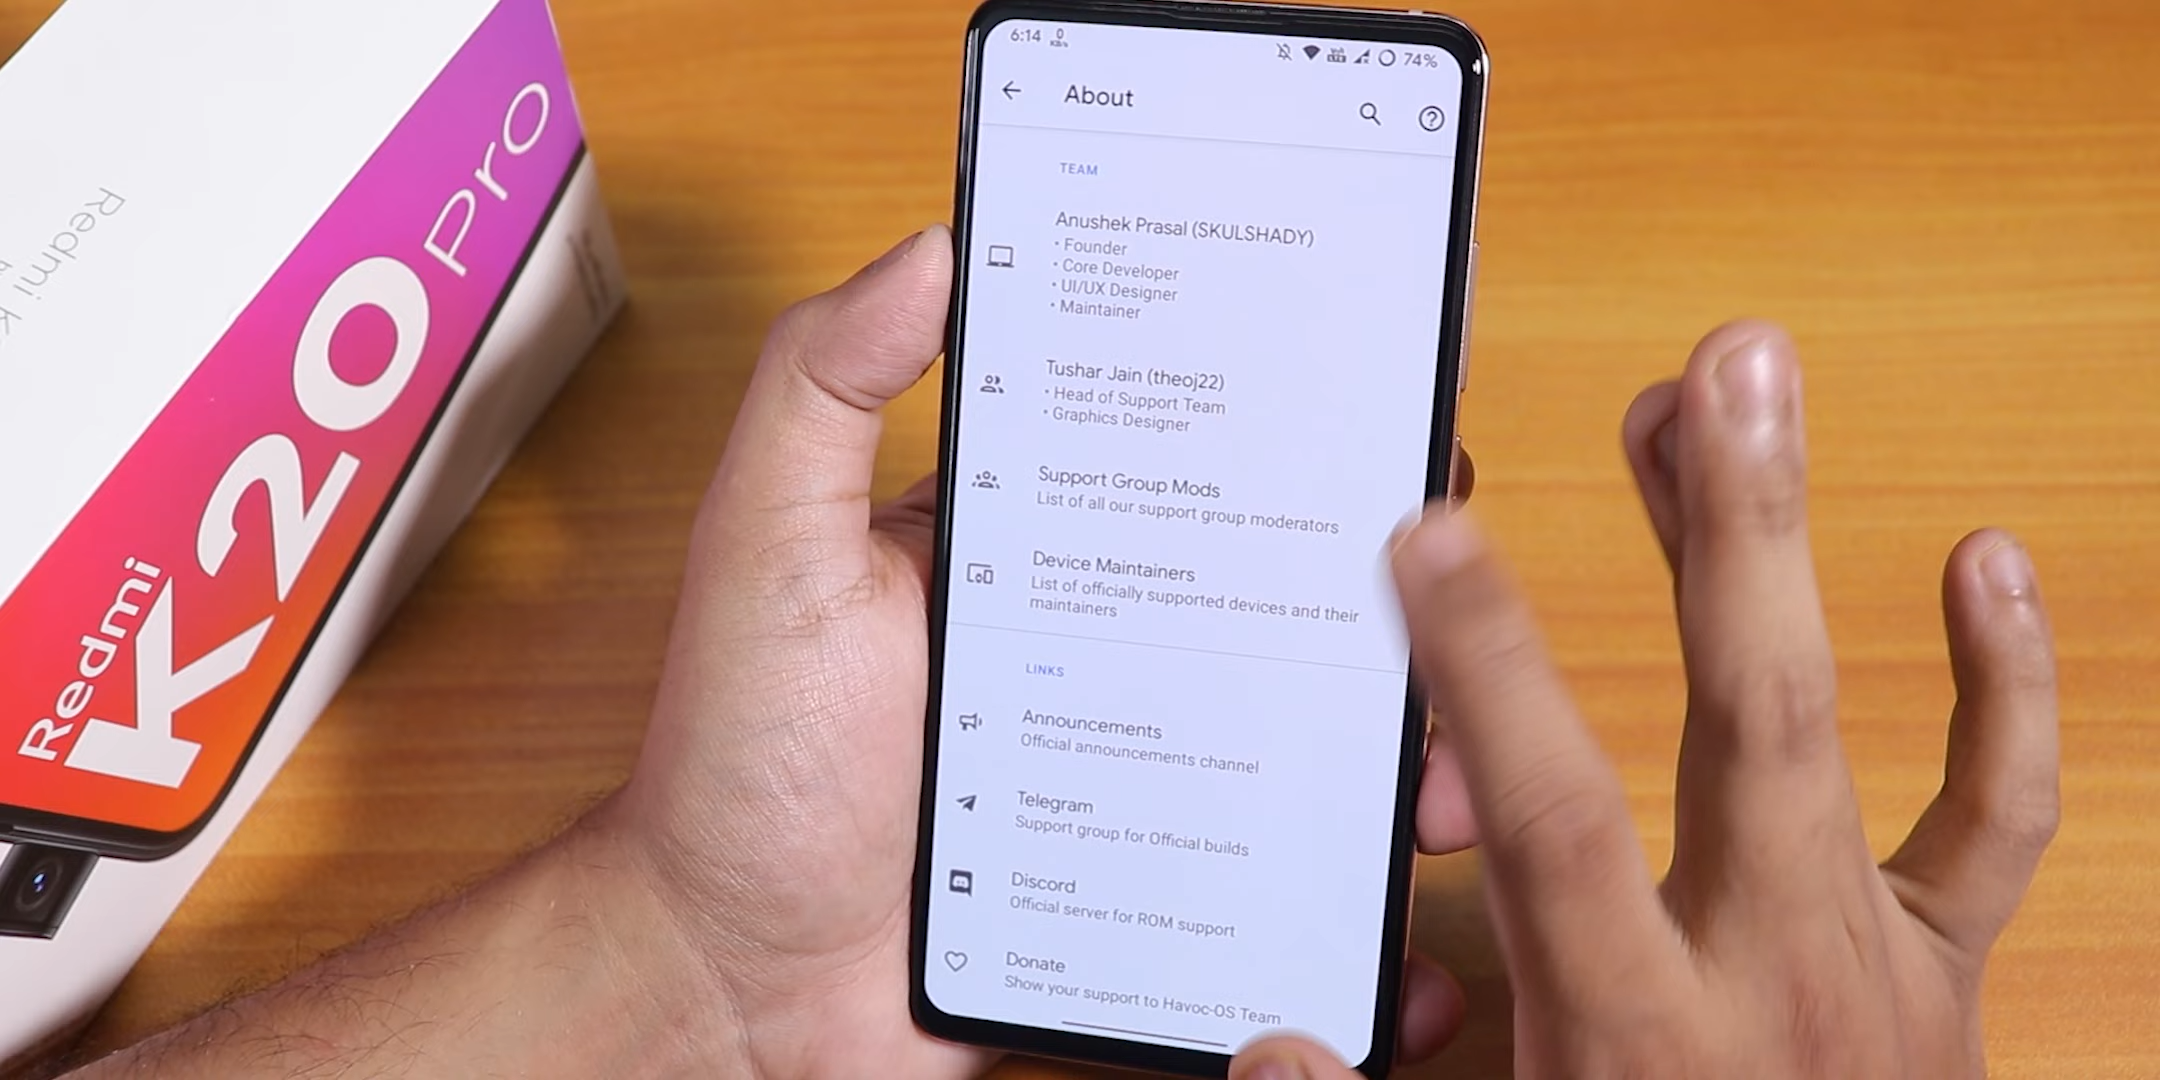 Redmi
K20 Pro
Redmi K
6:14
0
KB/s
74%
About
TEAM
Anushek Prasal (SKULSHADY)
• Founder
• Core Developer
• UI/UX Designer
• Maintainer
Tushar Jain (theoj22)
• Head of Support Team
• Graphics Designer
Support Group Mods
List of all our support group moderators
Device Maintainers
List of officially supported devices and their
maintainers
LINKS
Announcements
Official announcements channel
Telegram
Support group for Official builds
Discord
Official server for ROM support
Donate
Show your support to Havoc-OS Team